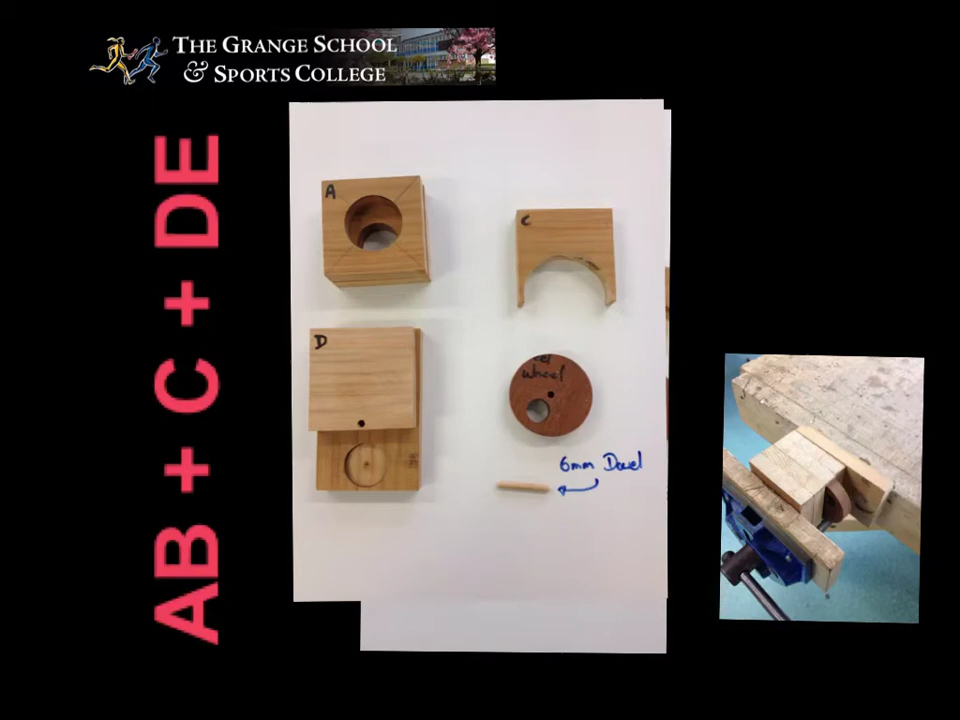 THE GRANGE SCHOOL
& SPORTS COLLEGE
AB + C + DE
A
C
D
wheel
6mm Dowel